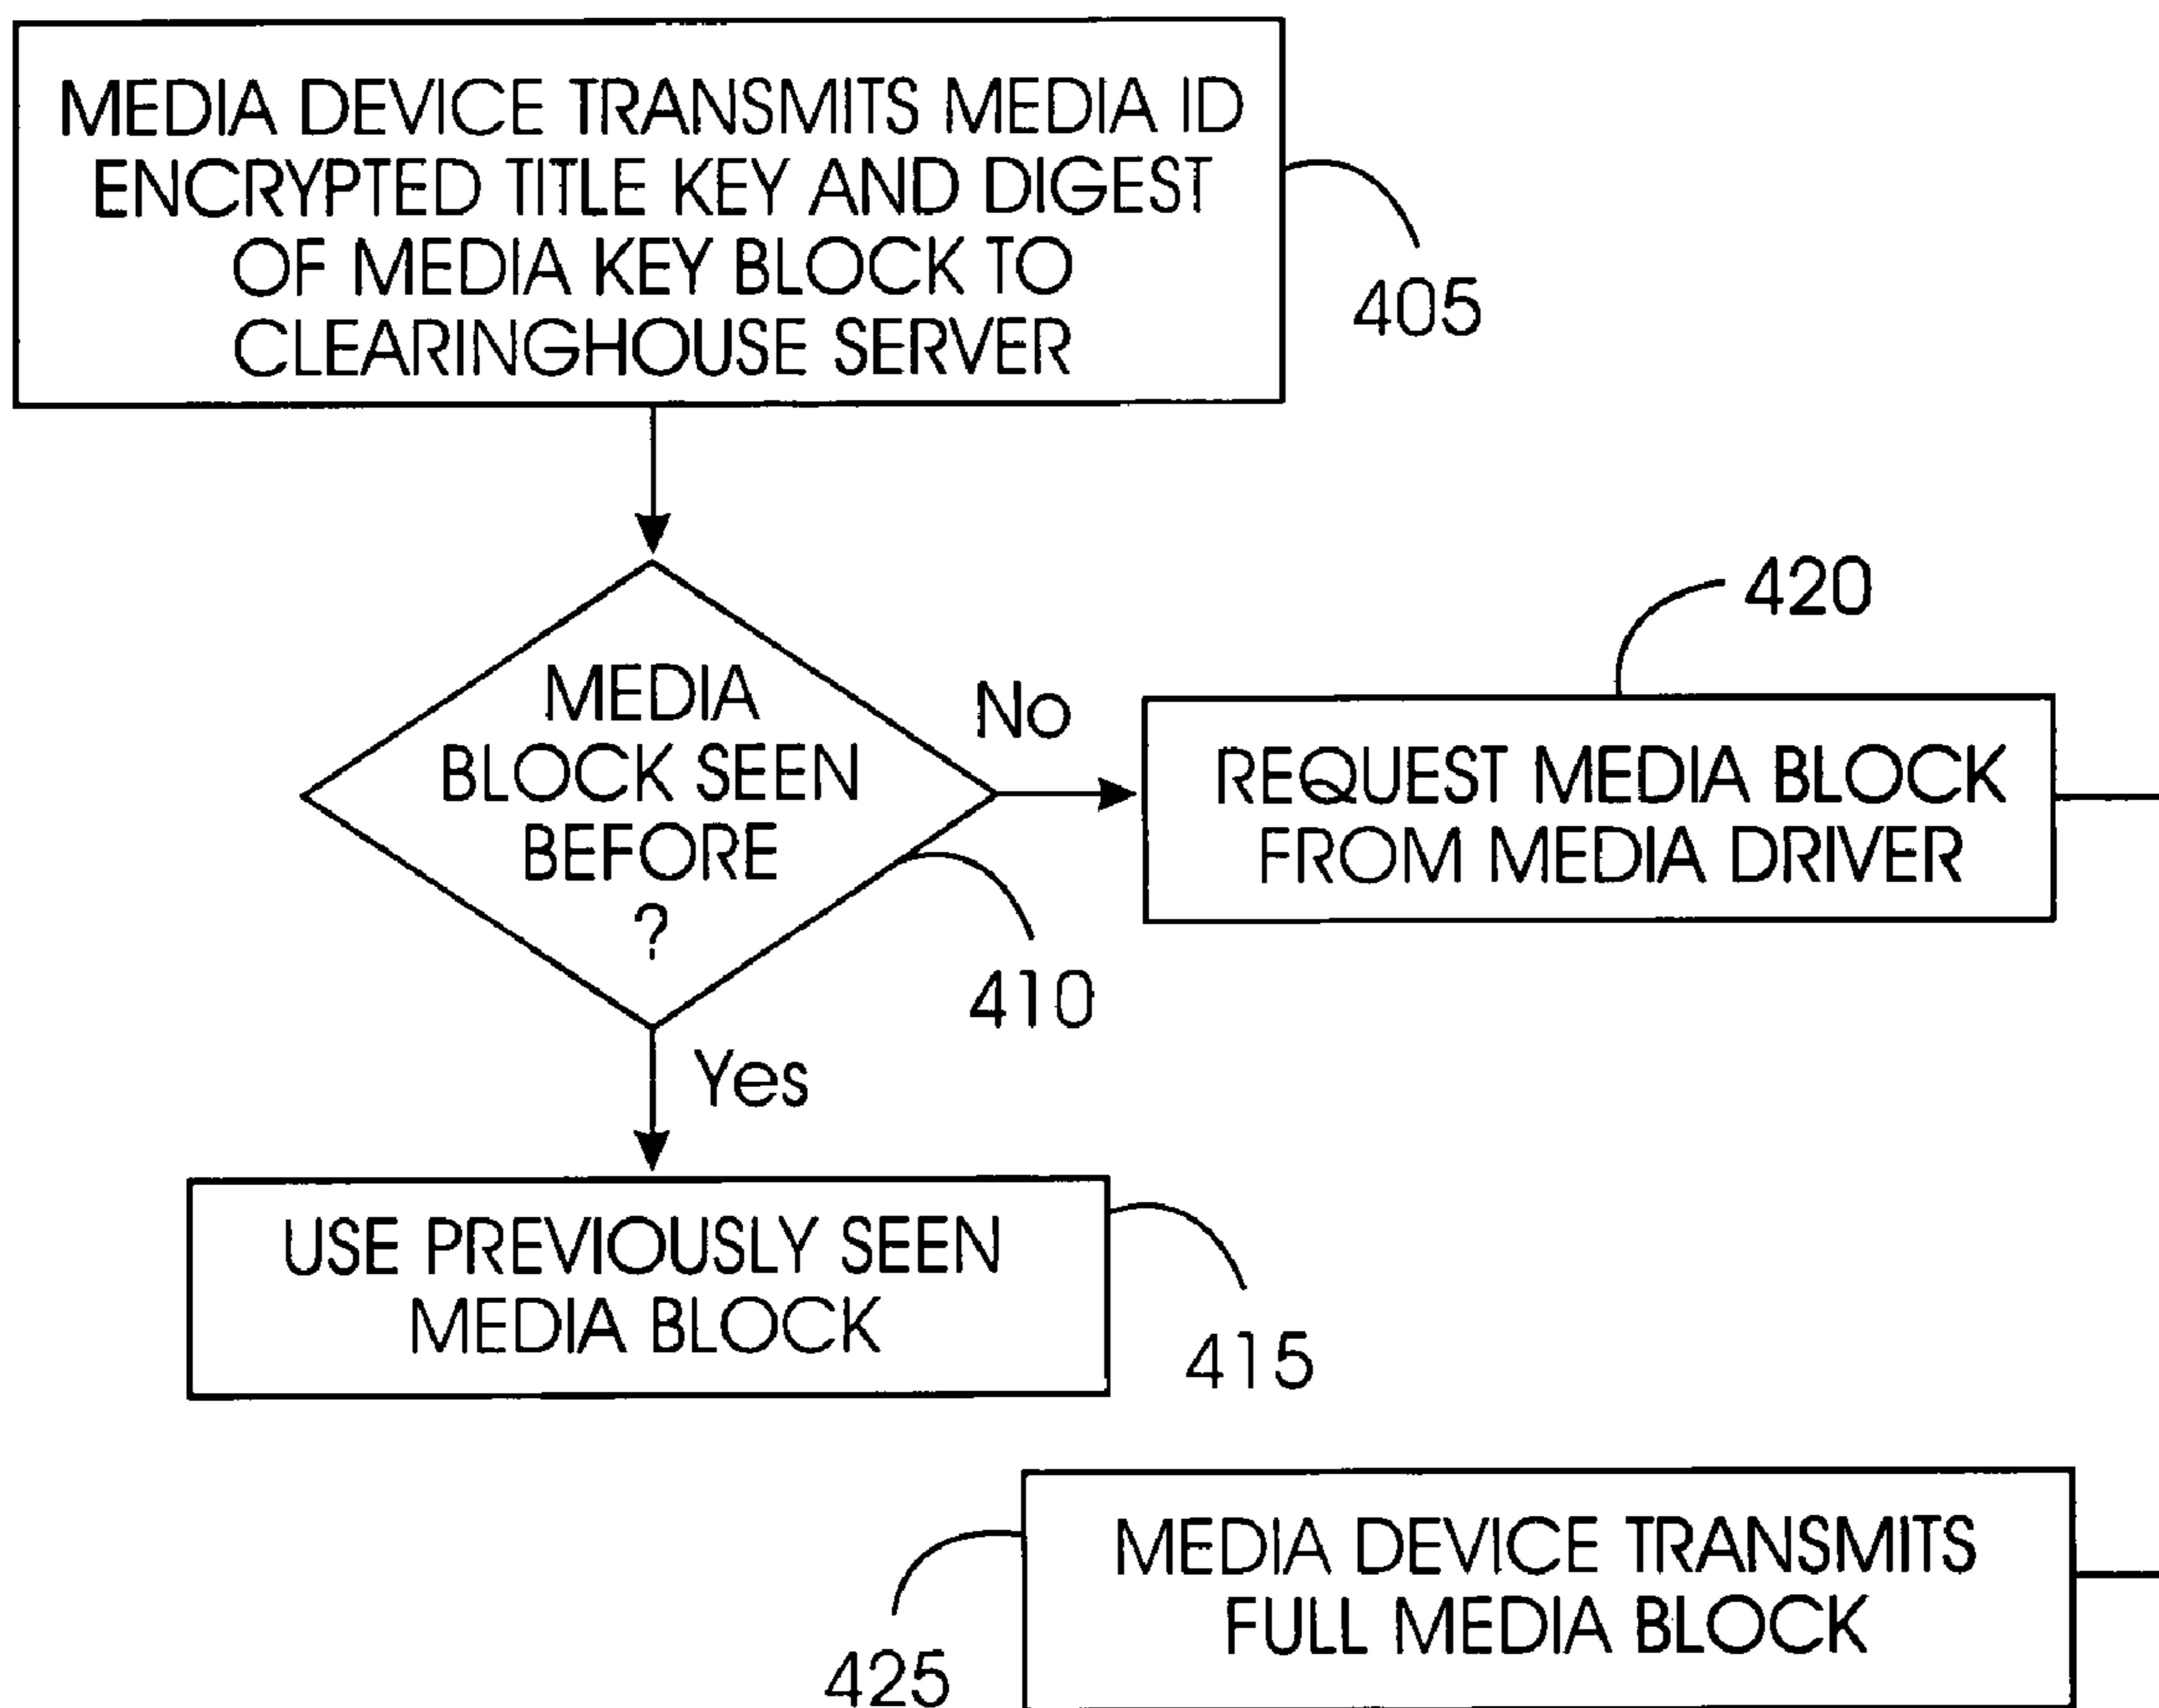 MEDIA DEVICE TRANSMITS MEDIA ID
ENCRYPTED TITLE KEY AND DIGEST
OF MEDIA KEY BLOCK TO
CLEARINGHOUSE SERVER
405
MEDIA
BLOCK SEEN
BEFORE
?
410
No
420
REQUEST MEDIA BLOCK
FROM MEDIA DRIVER
Yes
USE PREVIOUSLY SEEN
MEDIA BLOCK
415
MEDIA DEVICE TRANSMITS
FULL MEDIA BLOCK
425